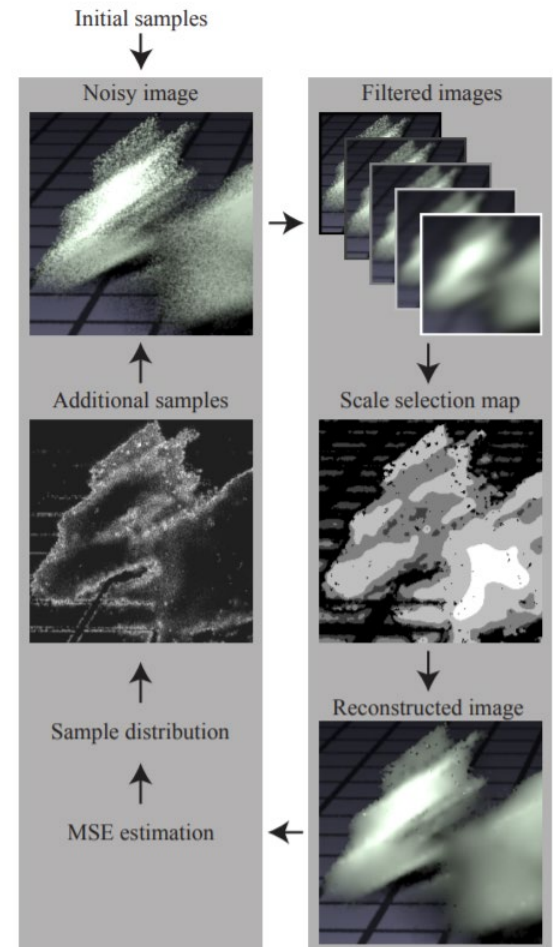 Initial samples
Noisy image
Filtered images
Additional samples
Scale selection map
Sample distribution
Reconstructed image
MSE estimation